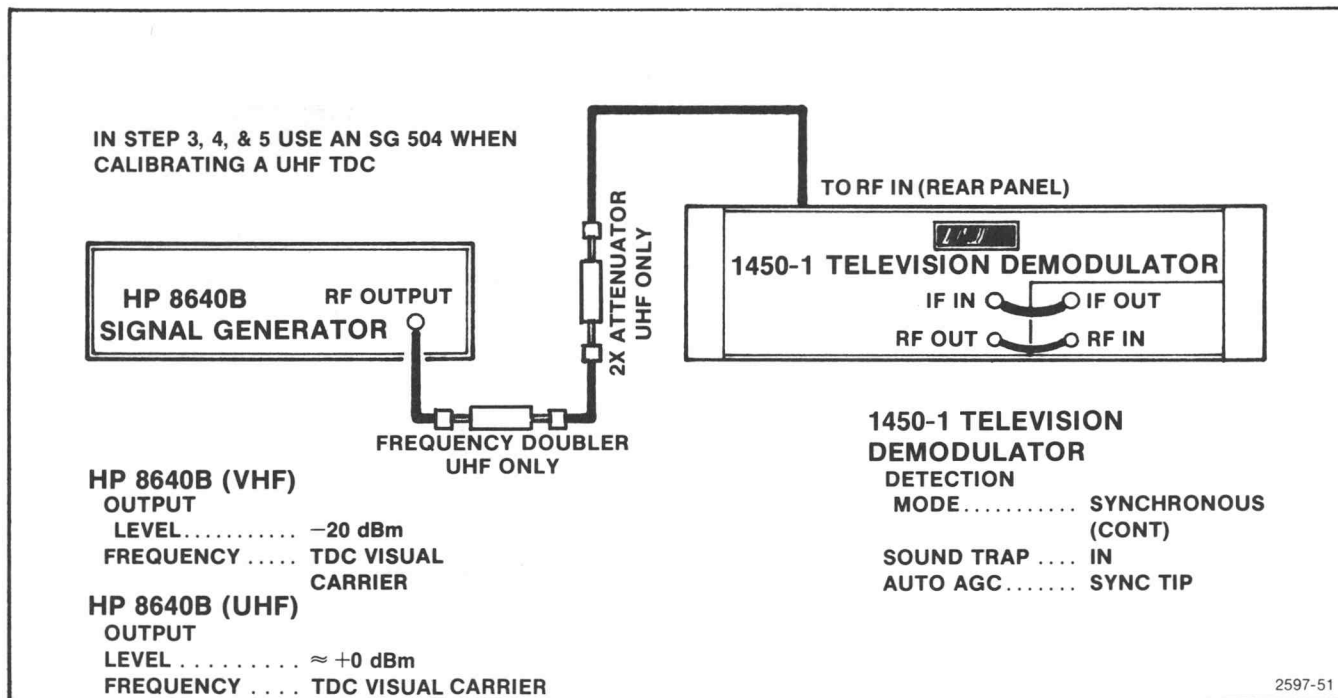 IN STEP 3, 4, & 5 USE AN SG 504 WHEN
CALIBRATING A UHF TDC
TO RF IN (REAR PANEL)
HP 8640B
SIGNAL GENERATOR
RF OUTPUT
2X ATTENUATOR
UHF ONLY
FREQUENCY DOUBLER
UHF ONLY
1450-1 TELEVISION DEMODULATOR
IF IN IF OUT
RF OUT RF IN
HP 8640B (VHF)
OUTPUT
LEVEL........... −20 dBm
FREQUENCY ..... TDC VISUAL
CARRIER
HP 8640B (UHF)
OUTPUT
LEVEL ......... ≈ +0 dBm
FREQUENCY .... TDC VISUAL CARRIER
1450-1 TELEVISION
DEMODULATOR
DETECTION
MODE........... SYNCHRONOUS
(CONT)
SOUND TRAP .... IN
AUTO AGC....... SYNC TIP
2597-51